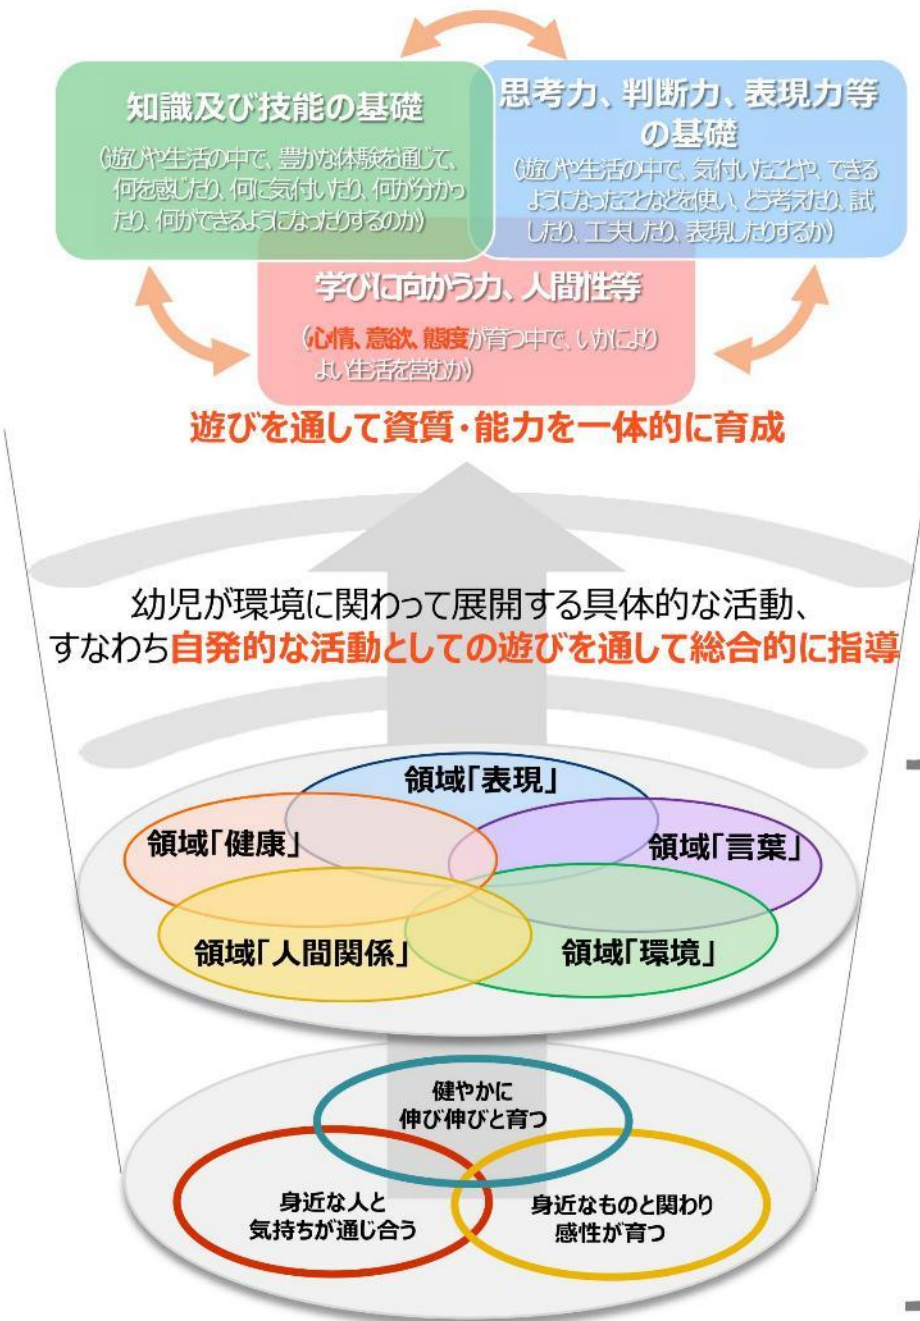 知識及び技能の基礎
(遊びや生活の中で、豊かな体験を通じて、
何を感じたり、何に気付いたり、何が分かっ
たり、何ができるようになったりするのか)
思考力、判断力、表現力等
の基礎
(遊びや生活の中で、気付いたことや、できる
ようになったことなどを使い、どう考えたり、試
したり、工夫したり、表現したりするか)
学びに向かう力、人間性等
(心情、意欲、態度が育つ中で、いかにより
よい生活を営むか)
遊びを通して資質・能力を一体的に育成
幼児が環境に関わって展開する具体的な活動、
すなわち自発的な活動としての遊びを通して総合的に指導
領域「表現」
領域「健康」
領域「言葉」
領域「人間関係」
領域「環境」
健やかに
伸び伸びと育つ
身近な人と
気持ちが通じ合う
身近なものと関わり
感性が育つ